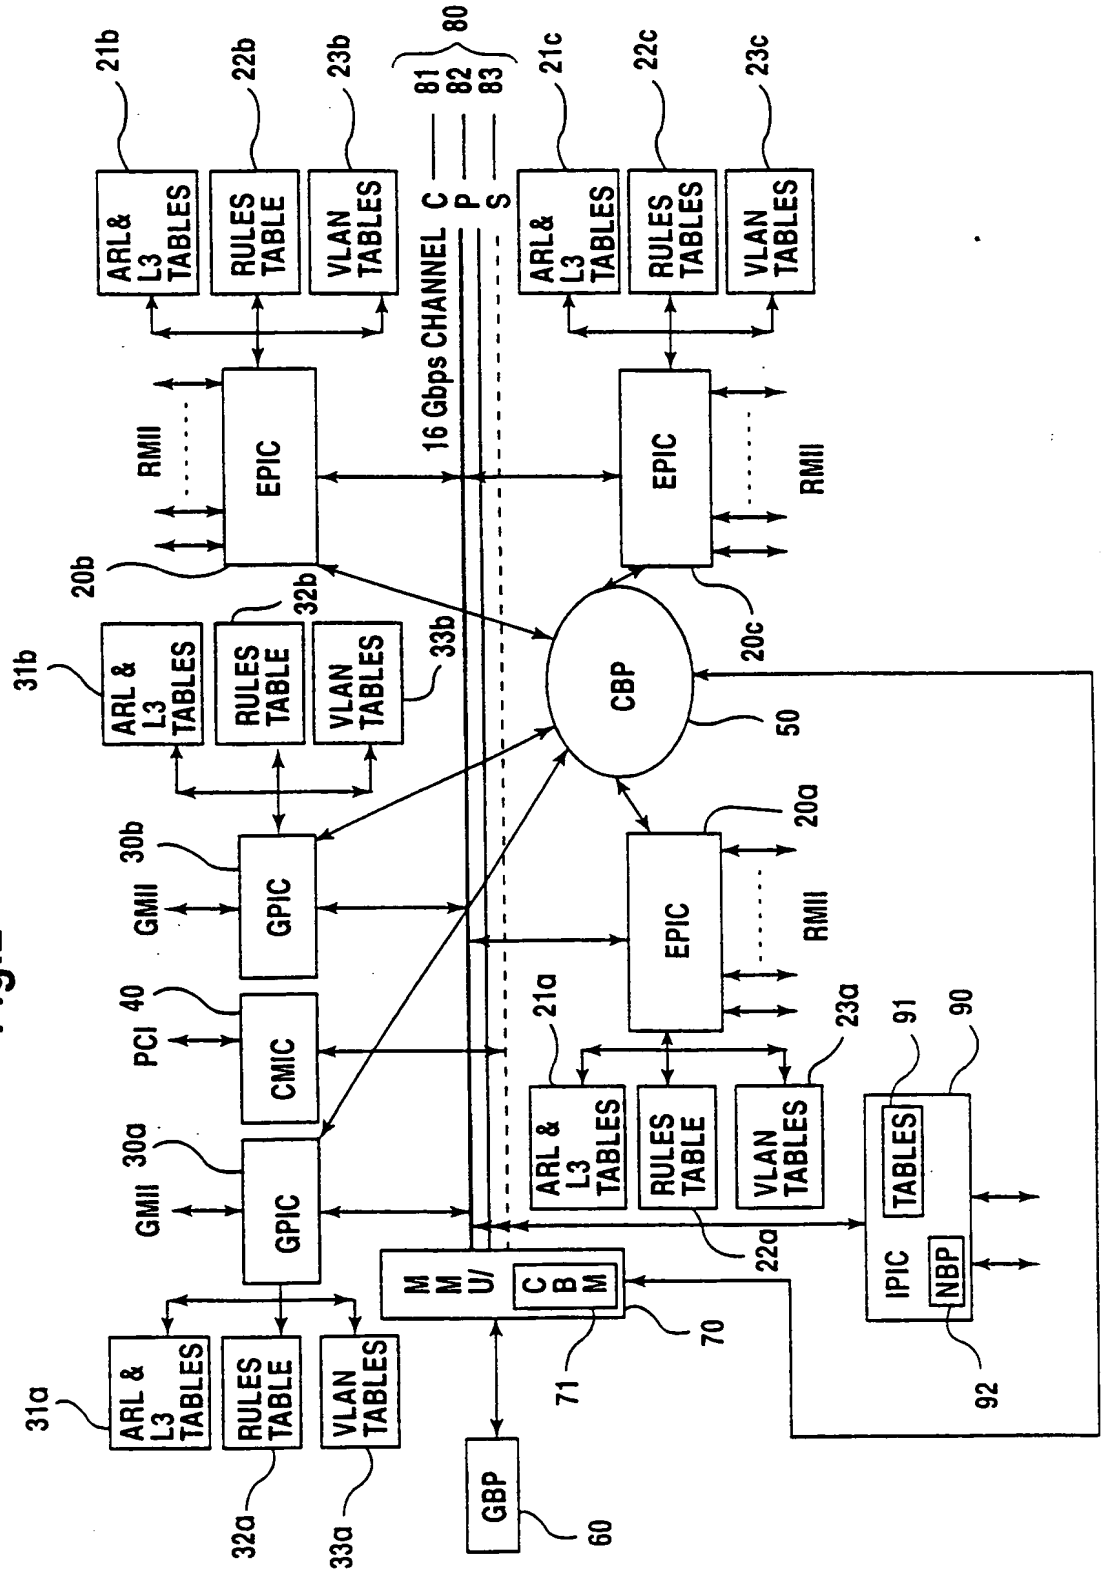 31a
ARL &
L3
TABLES
32a
RULES
TABLE
33a
VLAN
TABLES
GMII
30a
GPIC
PCI
40
CMIC
GMII
30b
GPIC
31b
ARL &
L3
TABLES
32b
RULES
TABLE
33b
VLAN
TABLES
20b
RMII
EPIC
21b
ARL &
L3
TABLES
22b
RULES
TABLE
23b
VLAN
TABLES
GBP
60
MMU/
CBM
71
70
16 Gbps CHANNEL
C
81
P
82
S
83
80
21a
ARL &
L3
TABLES
22a
RULES
TABLE
23a
VLAN
TABLES
EPIC
20a
RMII
CBP
50
EPIC
20c
RMII
21c
ARL &
L3
TABLES
22c
RULES
TABLES
23c
VLAN
TABLES
IPIC
TABLES
91
90
NBP
92